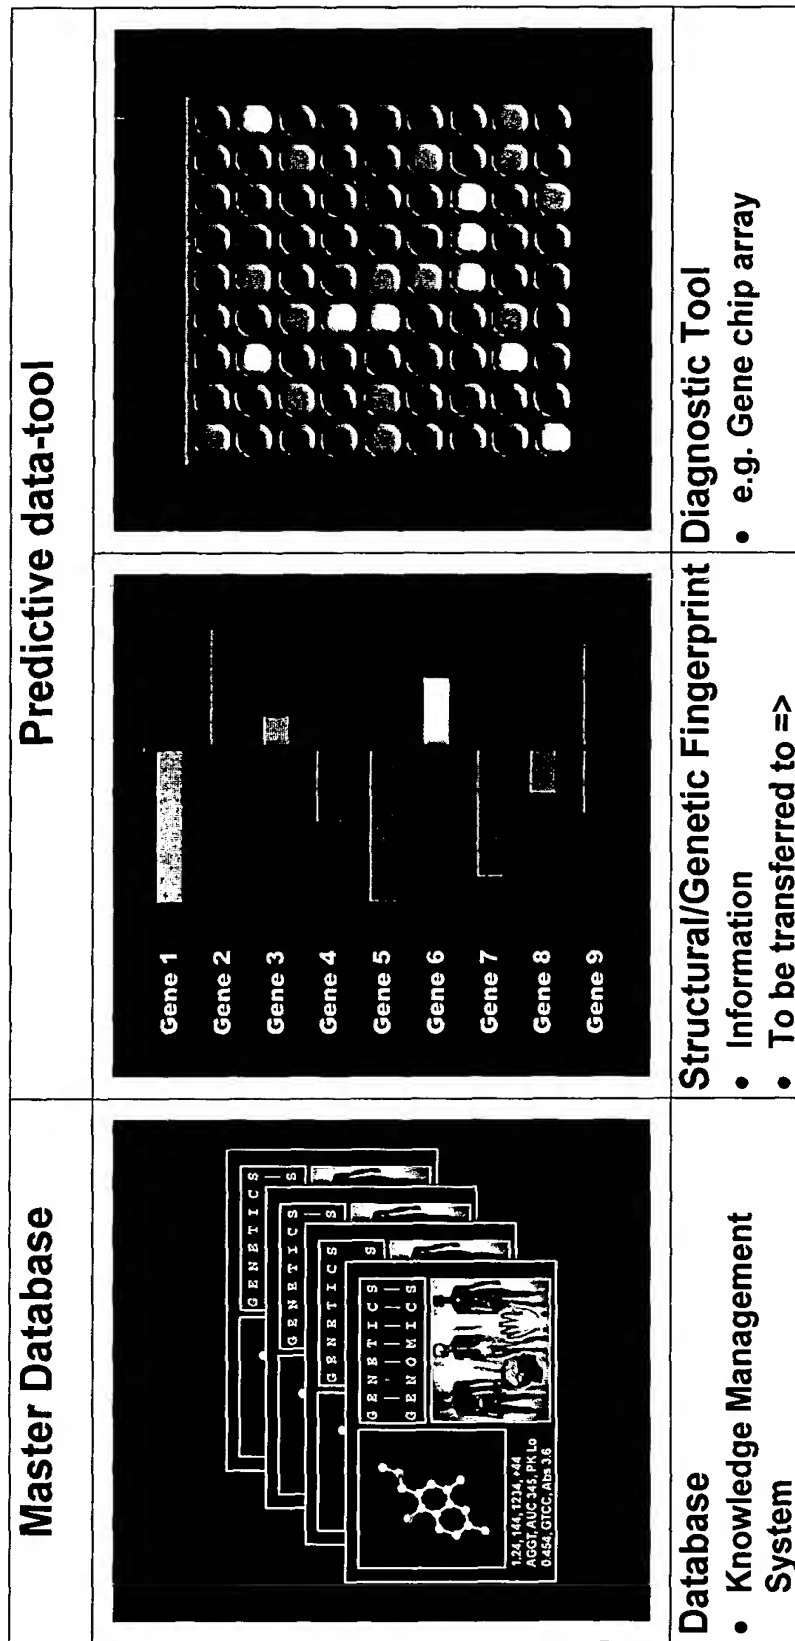 Master Database
Predictive data-tool
GENETICS
GENETICS
GENETICS
GENETICS
GENOMICS
1.24, 144, 1234, +44
AGGT, AUC 345, PK Lo
0.454, GTCC, Abs 3.6
Gene 1
Gene 2
Gene 3
Gene 4
Gene 5
Gene 6
Gene 7
Gene 8
Gene 9
Database
• Knowledge Management
System
Structural/Genetic Fingerprint
• Information
• To be transferred to =>
Diagnostic Tool
• e.g. Gene chip array